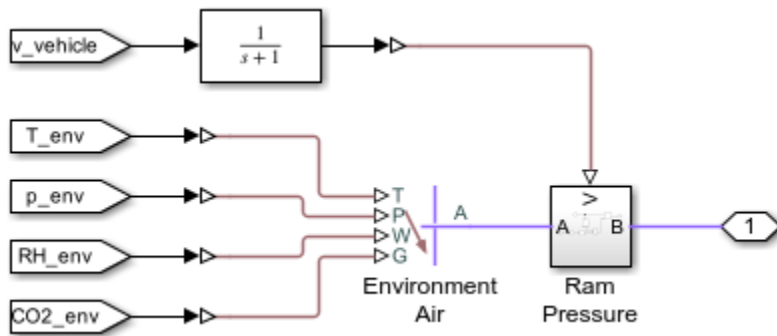 v_vehicle
1
s + 1
T_env
p_env
RH_env
CO2_env
T
P
W
G
A
Environment
Air
>
A
B
Ram
Pressure
1